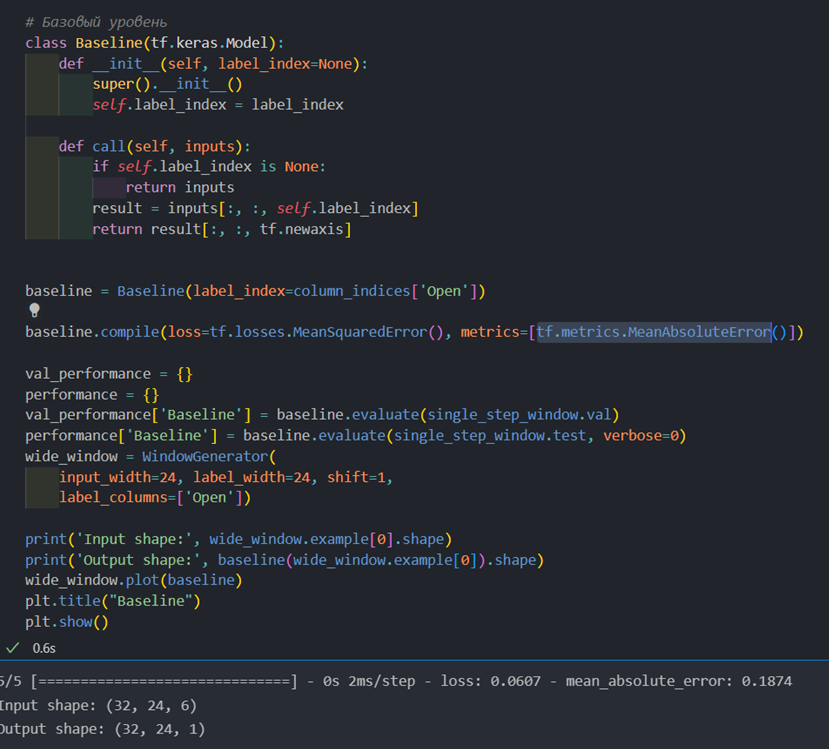 # Базовый уровень
class Baseline(tf.keras.Model):
    def __init__(self, label_index=None):
        super().__init__()
        self.label_index = label_index

    def call(self, inputs):
        if self.label_index is None:
            return inputs
        result = inputs[:, :, self.label_index]
        return result[:, :, tf.newaxis]


baseline = Baseline(label_index=column_indices['Open'])

baseline.compile(loss=tf.losses.MeanSquaredError(), metrics=[tf.metrics.MeanAbsoluteError()])

val_performance = {}
performance = {}
val_performance['Baseline'] = baseline.evaluate(single_step_window.val)
performance['Baseline'] = baseline.evaluate(single_step_window.test, verbose=0)
wide_window = WindowGenerator(
    input_width=24, label_width=24, shift=1,
    label_columns=['Open'])

print('Input shape:', wide_window.example[0].shape)
print('Output shape:', baseline(wide_window.example[0]).shape)
wide_window.plot(baseline)
plt.title("Baseline")
plt.show()
0.6s
5/5 [==============================] - 0s 2ms/step - loss: 0.0607 - mean_absolute_error: 0.1874
Input shape: (32, 24, 6)
Output shape: (32, 24, 1)